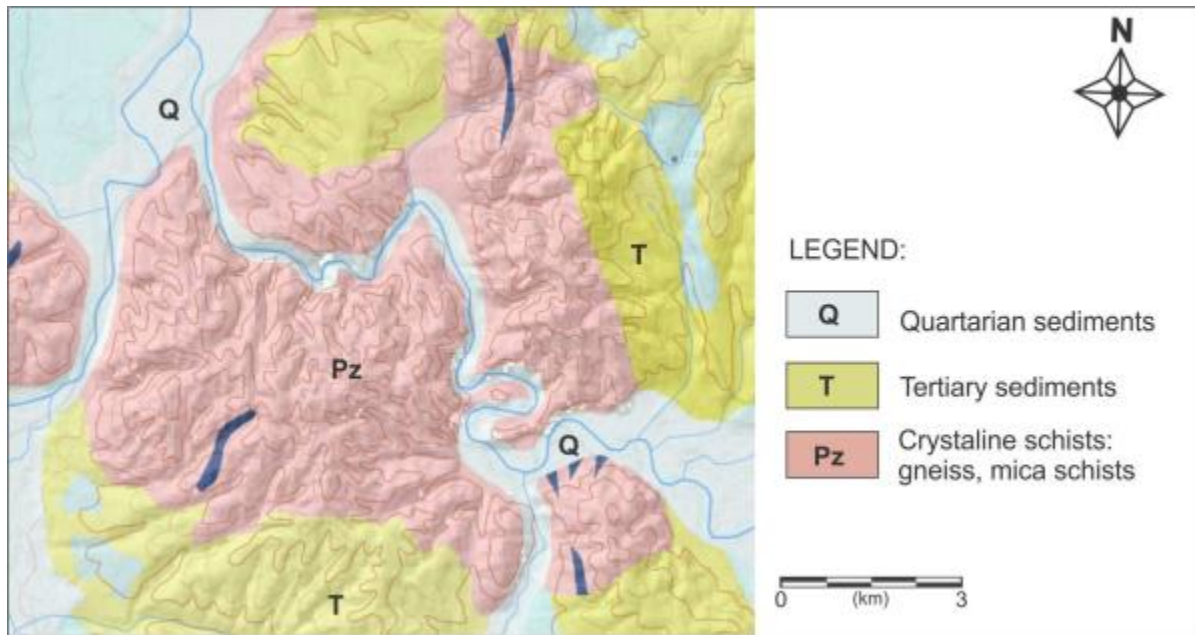 N
Q
T
Pz
Q
T
LEGEND:
Q Quartarian sediments
T Tertiary sediments
Pz Crystaline schists:
gneiss, mica schists
0 (km) 3